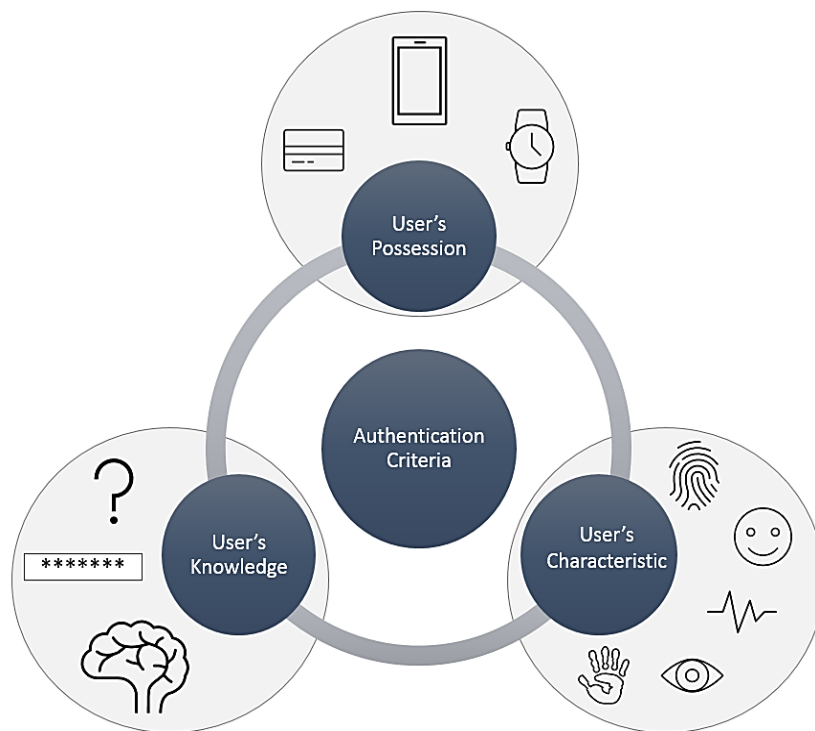 User's
Possession
Authentication
Criteria
?
*******
User's
Knowledge
User's
Characteristic